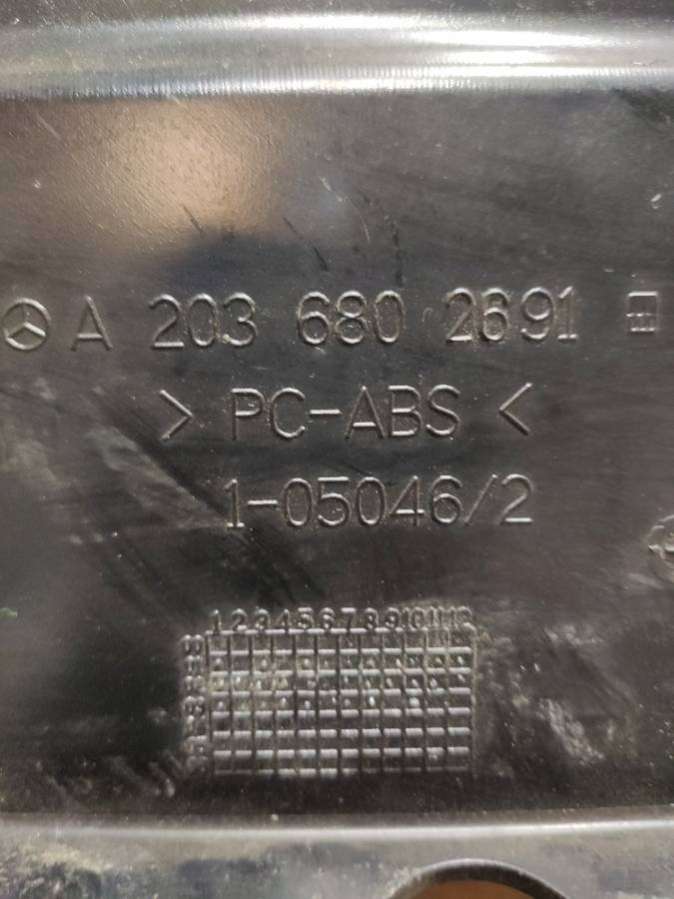 A 203 680 2691
> PC-ABS <
1-05046/2
1 2 3 4 5 6 7 8 9 10 11 12